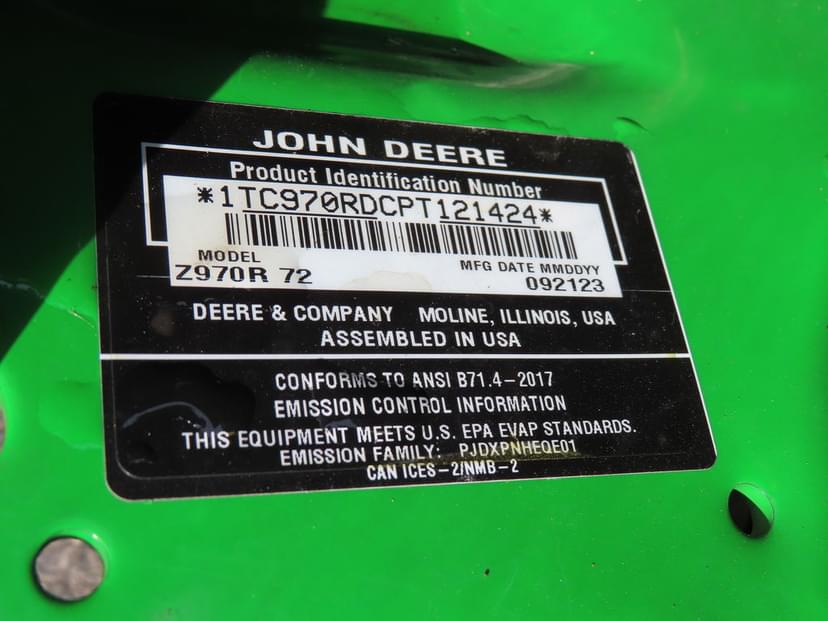 JOHN DEERE
Product Identification Number
*1TC970RDCPT121424*
MODEL
Z970R 72
MFG DATE MMDDYY
092123
DEERE & COMPANY MOLINE, ILLINOIS, USA
ASSEMBLED IN USA
CONFORMS TO ANSI B71.4-2017
EMISSION CONTROL INFORMATION
THIS EQUIPMENT MEETS U.S. EPA EVAP STANDARDS.
EMISSION FAMILY: PJDXPNHEQE01
CAN ICES-2/NMB-2